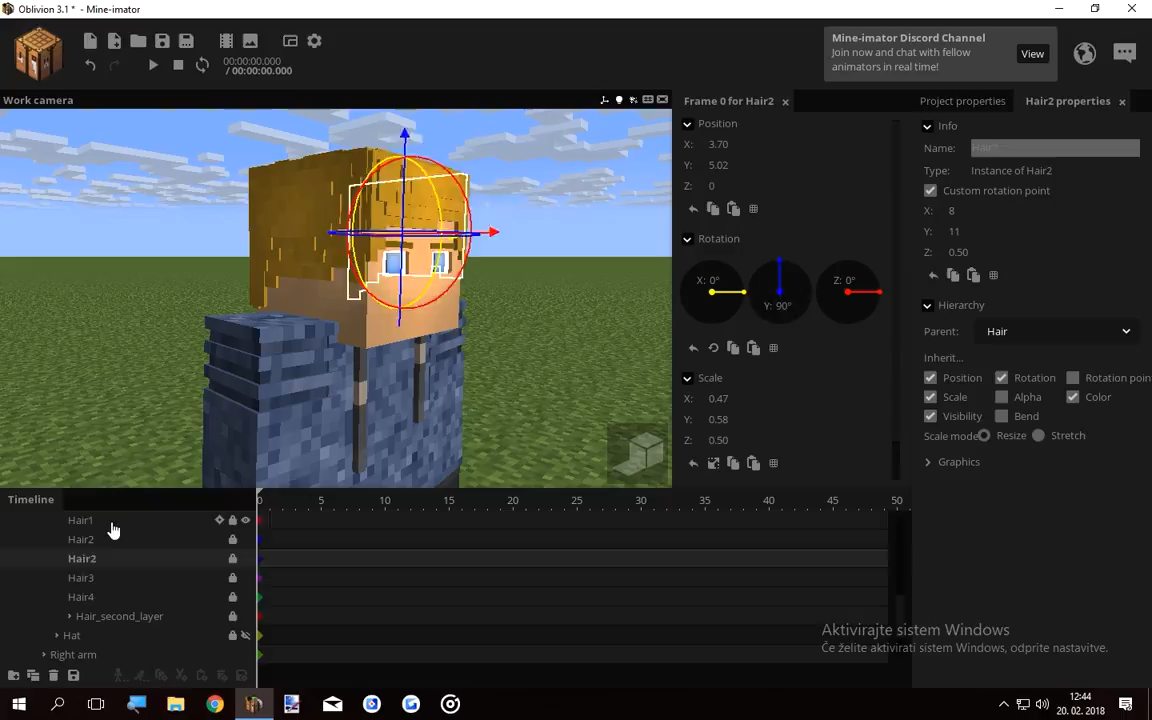 Oblivion 3.1 * - Mine-imator
00:00:00.000
/ 00:00:00.000
Mine-imator Discord Channel
Join now and chat with fellow
animators in real time!
View
Work camera
Frame 0 for Hair2
Project properties
Hair2 properties
Position
X: 3.70
Y: 5.02
Z: 0
Rotation
X: 0°
Y: 90°
Z: 0°
Scale
X: 0.47
Y: 0.58
Z: 0.50
Info
Name: Hair2
Type: Instance of Hair2
Custom rotation point
X: 8
Y: 11
Z: 0.50
Hierarchy
Parent: Hair
Inherit...
Position Rotation Rotation poin
Scale Alpha Color
Visibility Bend
Scale mode Resize Stretch
Graphics
Timeline
0 5 10 15 20 25 30 35 40 45 50
Hair1
Hair2
Hair2
Hair3
Hair4
Hair_second_layer
Hat
Right arm
Aktivirajte sistem Windows
Če želite aktivirati sistem Windows, odprite nastavitve.
12:44
20. 02. 2018